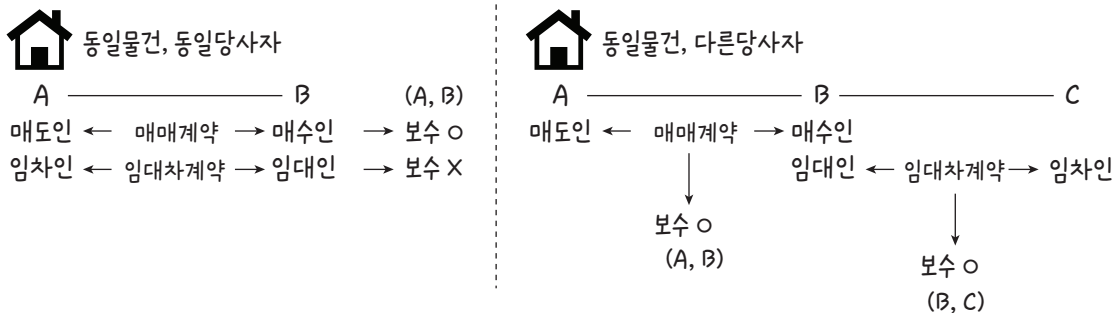 동일물건, 동일당사자
A B (A, B)
매도인 ← 매매계약 → 매수인 → 보수 ○
임차인 ← 임대차계약 → 임대인 → 보수 X
동일물건, 다른당사자
A B C
매도인 ← 매매계약 → 매수인
임대인 ← 임대차계약 → 임차인
보수 ○
(A, B)
보수 ○
(B, C)